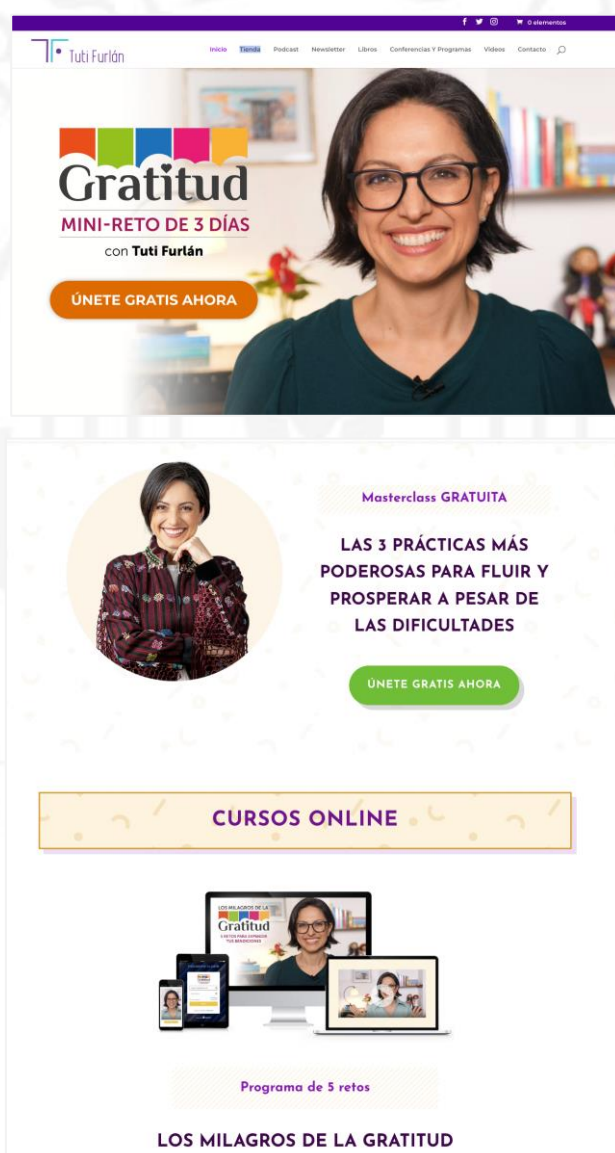 0 elementos
Tuti Furlán
Inicio Tienda Podcast Newsletter Libros Conferencias Y Programas Videos Contacto
Gratitud
MINI-RETO DE 3 DÍAS
con Tuti Furlán
ÚNETE GRATIS AHORA
Masterclass GRATUITA
LAS 3 PRÁCTICAS MÁS
PODEROSAS PARA FLUIR Y
PROSPERAR A PESAR DE
LAS DIFICULTADES
ÚNETE GRATIS AHORA
CURSOS ONLINE
LOS MILAGROS DE LA
Gratitud
Programa de 5 retos
LOS MILAGROS DE LA GRATITUD